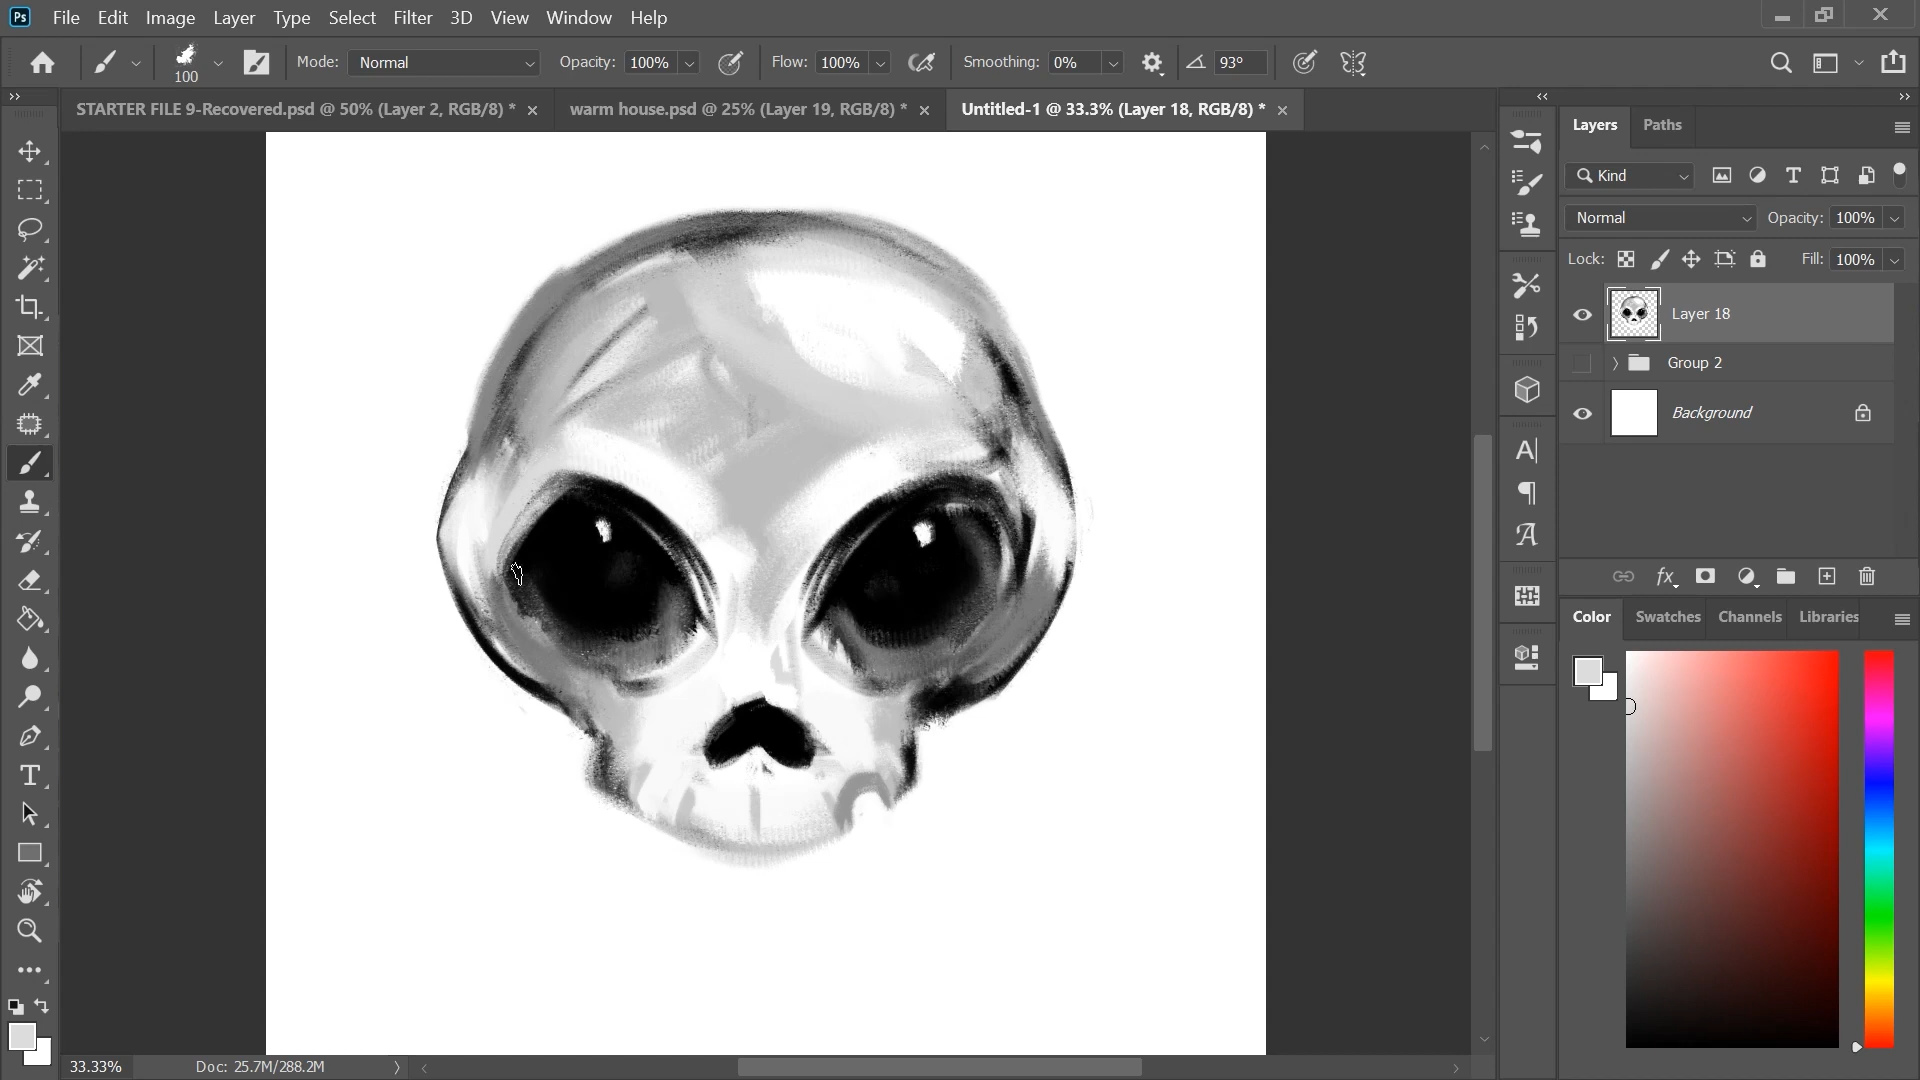 Ps File Edit Image Layer Type Select Filter 3D View Window Help
100 Mode: Normal Opacity: 100% Flow: 100% Smoothing: 0% 93°
STARTER FILE 9-Recovered.psd @ 50% (Layer 2, RGB/8) * × warm house.psd @ 25% (Layer 19, RGB/8) * × Untitled-1 @ 33.3% (Layer 18, RGB/8) * ×
Layers Paths
Kind
Normal Opacity: 100%
Lock: Fill: 100%
Layer 18
Group 2
Background
fx
Color Swatches Channels Libraries
33.33% Doc: 25.7M/288.2M